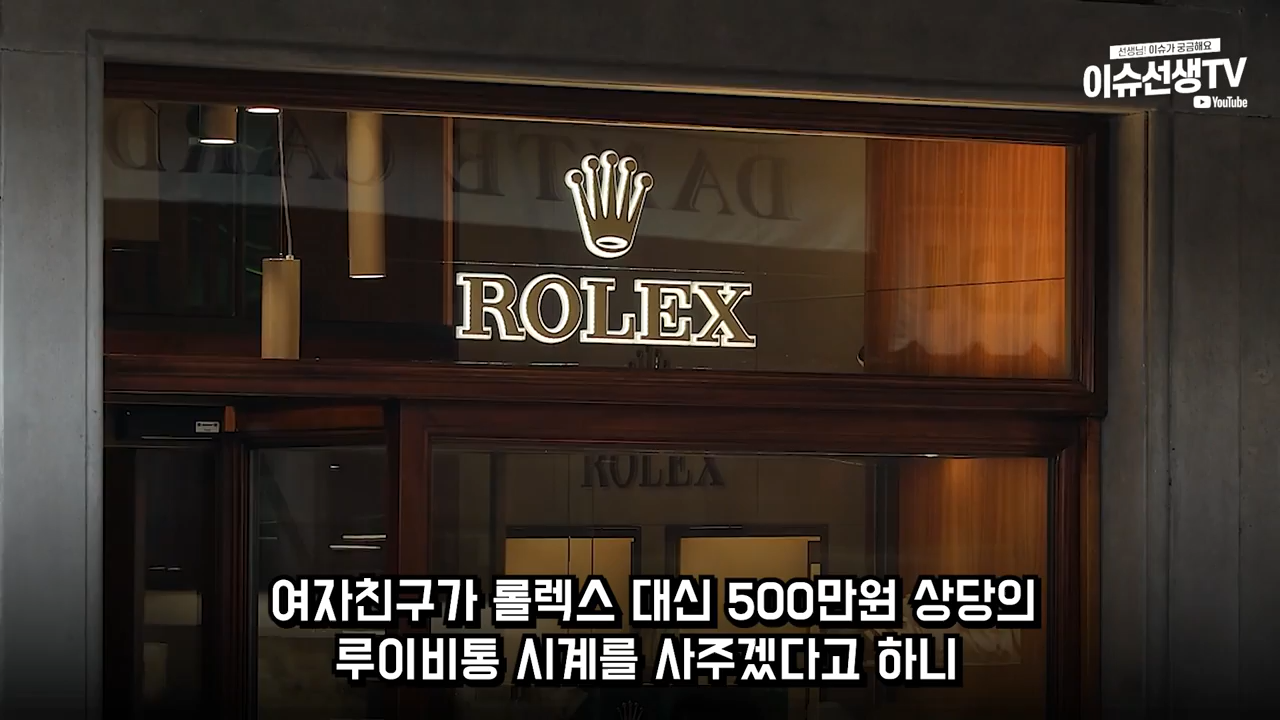 선생님! 이슈가 궁금해요
이슈선생TV
YouTube
DANTE CARD
ROLEX
ROLEX
여자친구가 롤렉스 대신 500만원 상당의
루이비통 시계를 사주겠다고 하니